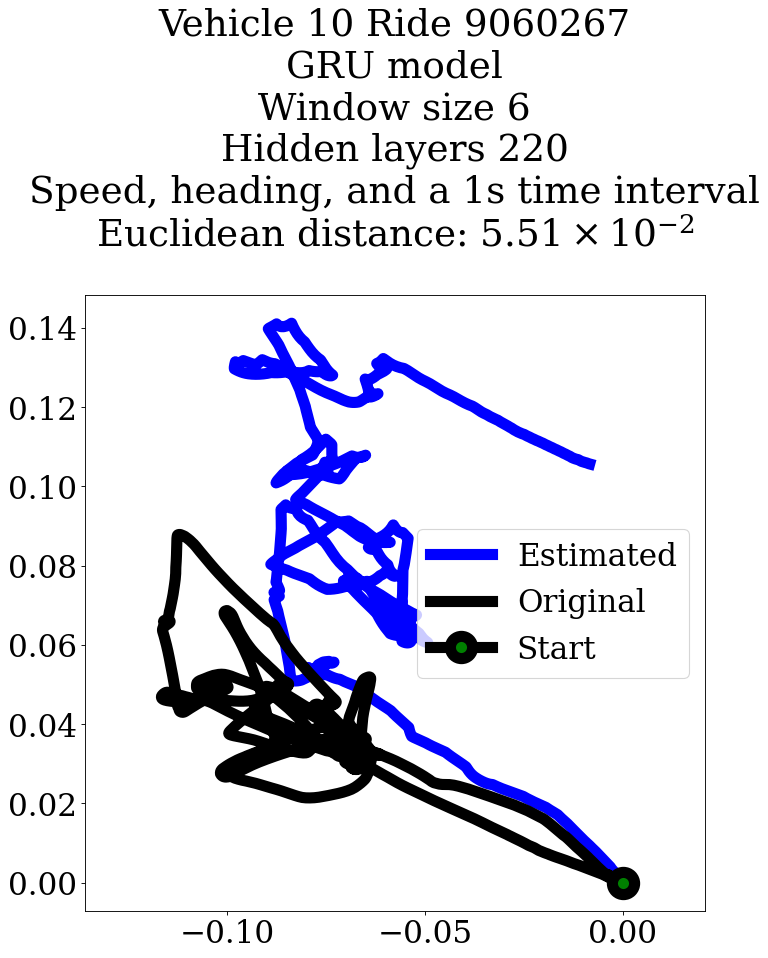 Vehicle 10 Ride 9060267
GRU model
Window size 6
Hidden layers 220
Speed, heading, and a 1s time interval
Euclidean distance: 5.51 × 10⁻²
0.14
0.12
0.10
0.08
0.06
0.04
0.02
0.00
Estimated
Original
Start
−0.10
−0.05
0.00